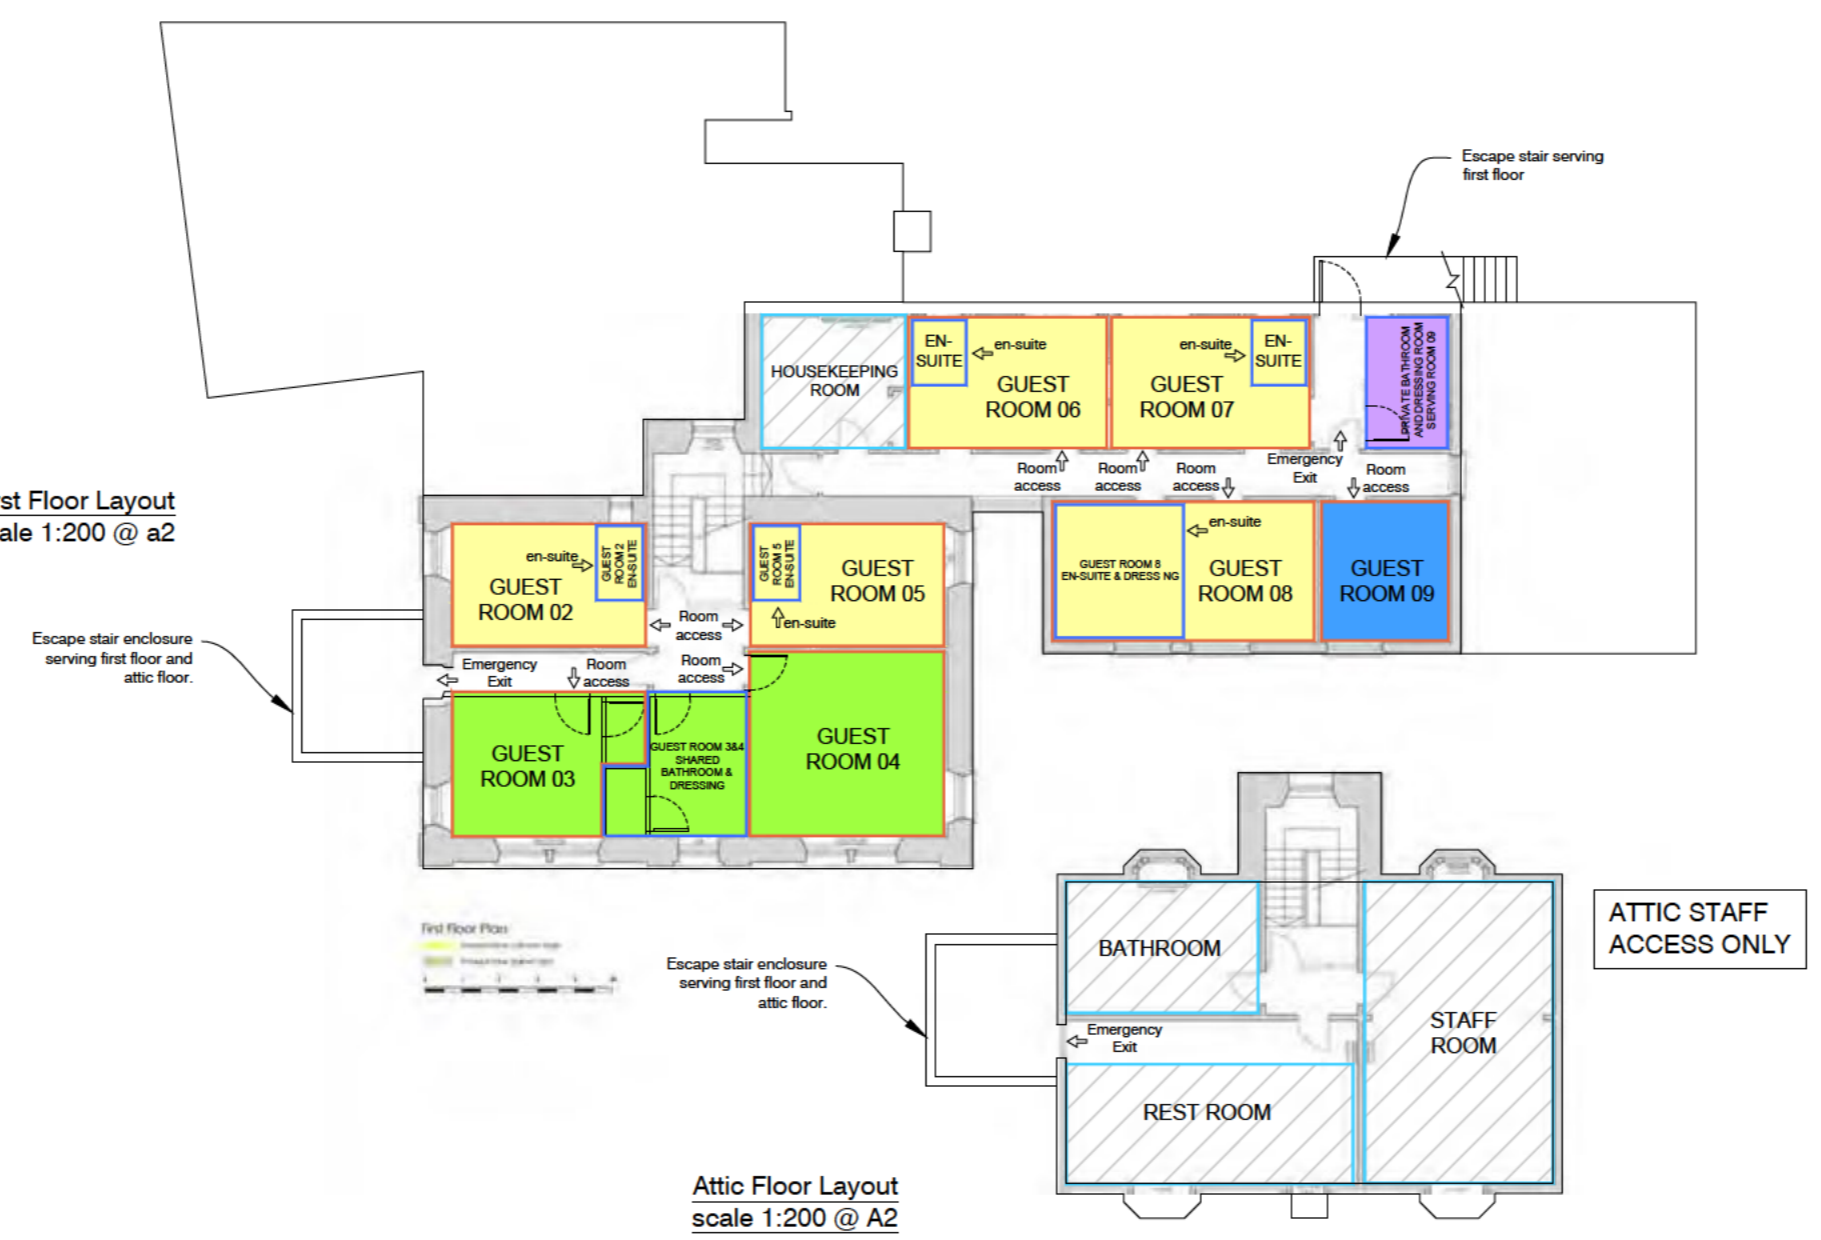 Escape stair serving
first floor
EN-
SUITE
en-suite
GUEST
ROOM 06
en-suite
EN-
SUITE
GUEST
ROOM 07
PRIVATE BATHROOM
AND DRESSING ROOM
SERVING ROOM 09
HOUSEKEEPING
ROOM
Room
access
Room
access
Room
access
Emergency
Exit
Room
access
rst Floor Layout
cale 1:200 @ a2
en-suite
GUEST
ROOM 2
EN-SUITE
GUEST
ROOM 02
GUEST
ROOM 5
EN-SUITE
GUEST
ROOM 05
en-suite
en-suite
GUEST ROOM 8
EN-SUITE & DRESS NG
GUEST
ROOM 08
GUEST
ROOM 09
Room
access
Escape stair enclosure
serving first floor and
attic floor.
Emergency
Exit
Room
access
Room
access
GUEST
ROOM 03
GUEST ROOM 3&4
SHARED
BATHROOM &
DRESSING
GUEST
ROOM 04
First Floor Plan
ATTIC STAFF
ACCESS ONLY
BATHROOM
Escape stair enclosure
serving first floor and
attic floor.
Emergency
Exit
STAFF
ROOM
REST ROOM
Attic Floor Layout
scale 1:200 @ A2